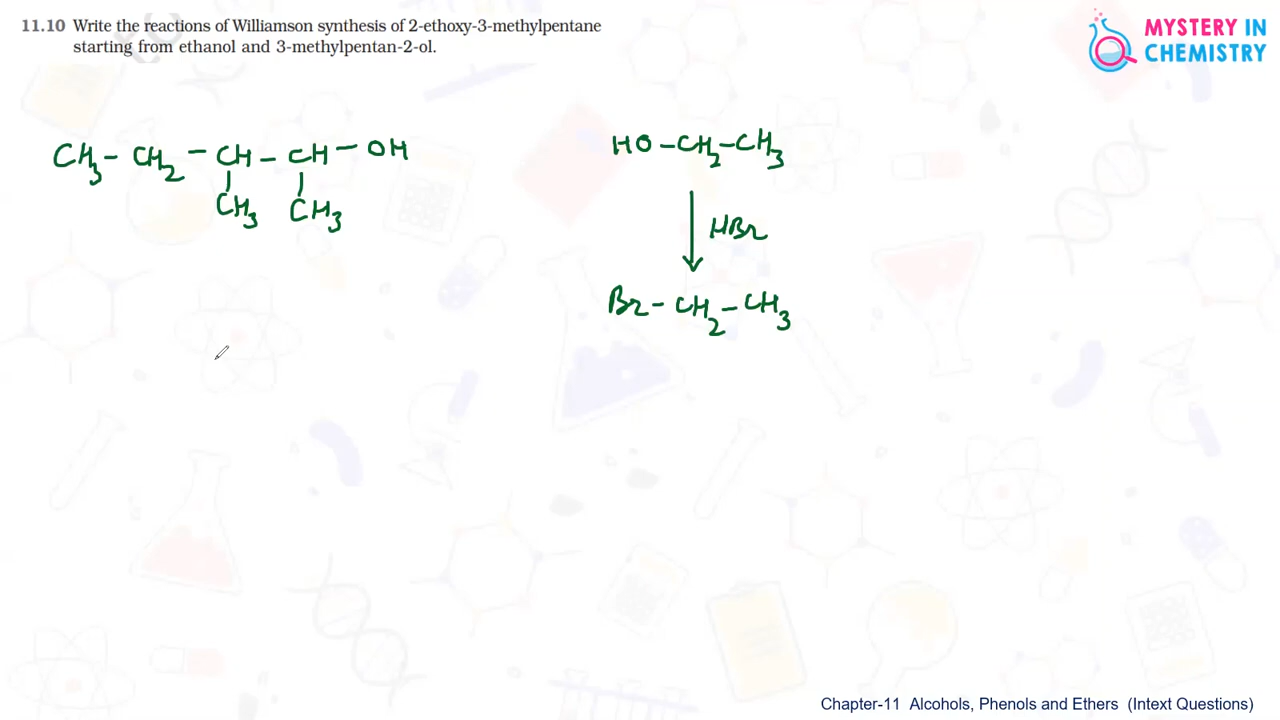 11.10 Write the reactions of Williamson synthesis of 2-ethoxy-3-methylpentane
starting from ethanol and 3-methylpentan-2-ol.
MYSTERY IN
CHEMISTRY
CH3 - CH2 - CH - CH - OH
CH3 CH3
HO - CH2 - CH3
HBr
Br - CH2 - CH3
Chapter-11 Alcohols, Phenols and Ethers (Intext Questions)